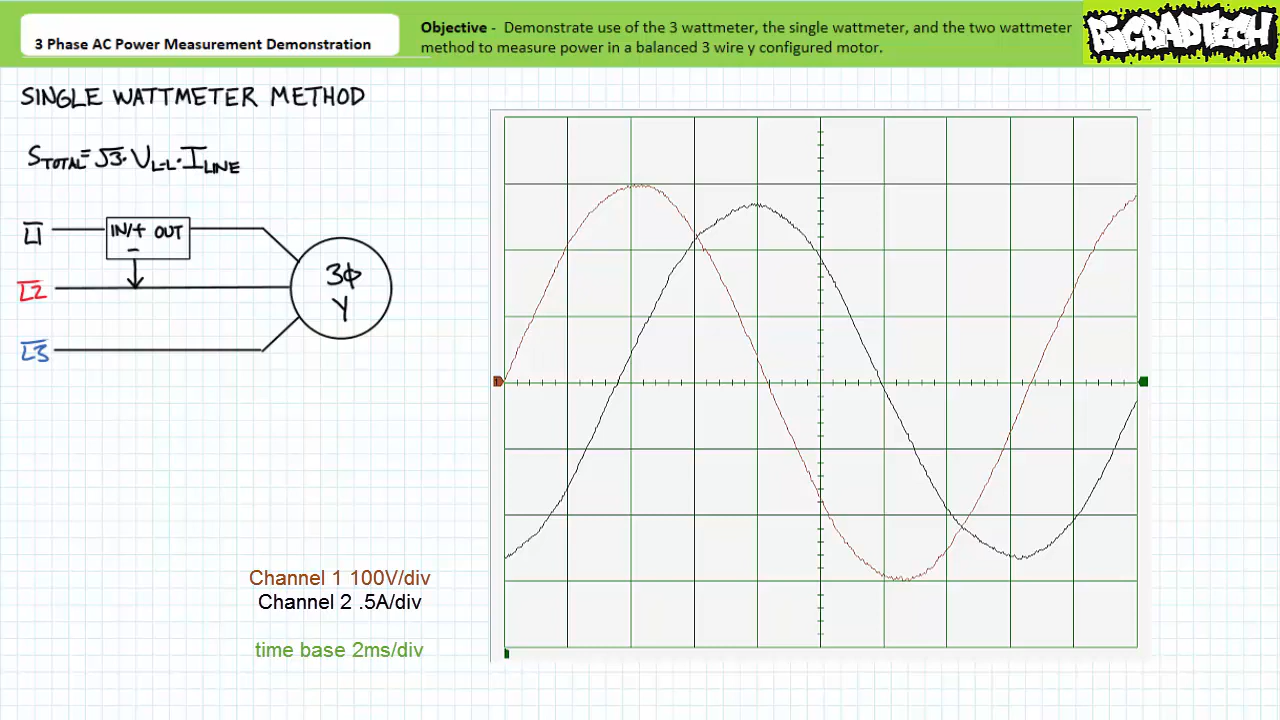 3 Phase AC Power Measurement Demonstration
Objective - Demonstrate use of the 3 wattmeter, the single wattmeter, and the two wattmeter
method to measure power in a balanced 3 wire y configured motor.
BIGBADTECH
SINGLE WATTMETER METHOD
STOTAL=√3·VL-L·ILINE
L1
IN/+ OUT
-
L2
3Φ
Y
L3
1
Channel 1 100V/div
Channel 2 .5A/div
time base 2ms/div